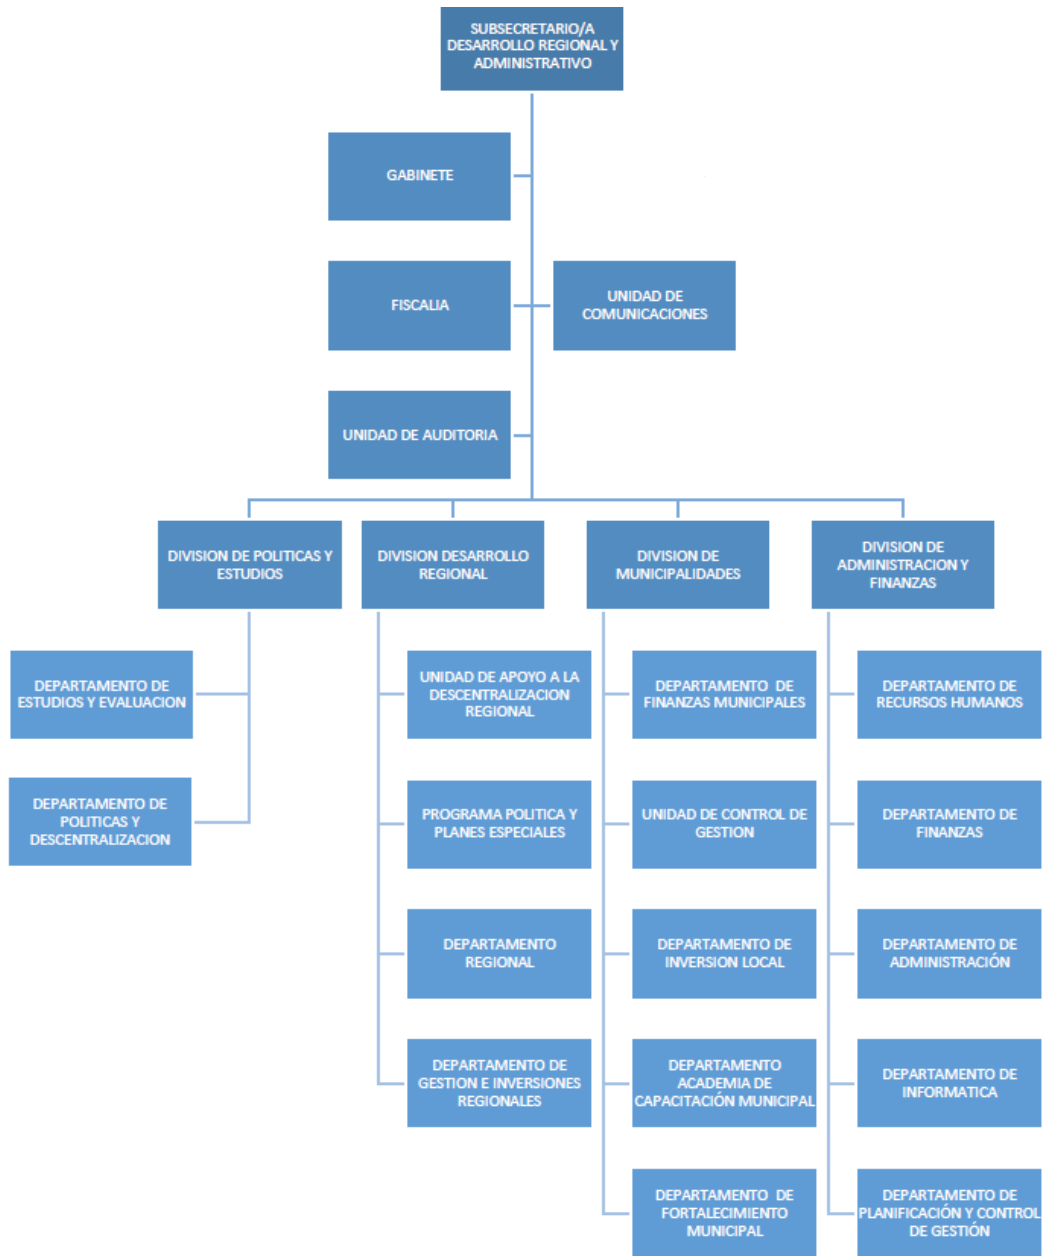 SUBSECRETARIO/A
DESARROLLO REGIONAL Y
ADMINISTRATIVO
GABINETE
FISCALIA
UNIDAD DE
COMUNICACIONES
UNIDAD DE AUDITORIA
DIVISION DE POLITICAS Y
ESTUDIOS
DIVISION DESARROLLO
REGIONAL
DIVISION DE
MUNICIPALIDADES
DIVISION DE
ADMINISTRACION Y
FINANZAS
DEPARTAMENTO DE
ESTUDIOS Y EVALUACION
UNIDAD DE APOYO A LA
DESCENTRALIZACION
REGIONAL
DEPARTAMENTO DE
FINANZAS MUNICIPALES
DEPARTAMENTO DE
RECURSOS HUMANOS
DEPARTAMENTO DE
POLITICAS Y
DESCENTRALIZACION
PROGRAMA POLITICA Y
PLANES ESPECIALES
UNIDAD DE CONTROL DE
GESTION
DEPARTAMENTO DE
FINANZAS
DEPARTAMENTO
REGIONAL
DEPARTAMENTO DE
INVERSION LOCAL
DEPARTAMENTO DE
ADMINISTRACIÓN
DEPARTAMENTO DE
GESTION E INVERSIONES
REGIONALES
DEPARTAMENTO
ACADEMIA DE
CAPACITACIÓN MUNICIPAL
DEPARTAMENTO DE
INFORMATICA
DEPARTAMENTO DE
FORTALECIMIENTO
MUNICIPAL
DEPARTAMENTO DE
PLANIFICACIÓN Y CONTROL
DE GESTIÓN